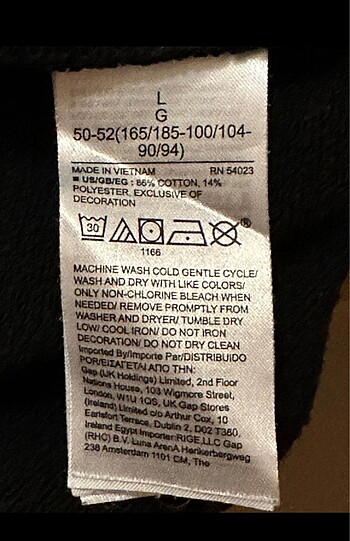 L
G
50-52(165/185-100/104-
90/94)
MADE IN VIETNAM RN 54023
■ US/GB/EG : 86% COTTON, 14%
POLYESTER, EXCLUSIVE OF
DECORATION
30
®
1166
MACHINE WASH COLD GENTLE CYCLE/
WASH AND DRY WITH LIKE COLORS/
ONLY NON-CHLORINE BLEACH WHEN
NEEDED/ REMOVE PROMPTLY FROM
WASHER AND DRYER/ TUMBLE DRY
LOW/ COOL IRON/ DO NOT IRON
DECORATION/ DO NOT DRY CLEAN
Imported By/Importe Par/DISTRIBUIDO
POR/ΕΙΣΑΓΕΤΑΙ ΑΠΟ ΤΗΝ:
Gap (UK Holdings) Limited, 2nd Floor
Nations House, 103 Wigmore Street,
London, W1U 1QS, UK Gap Stores
(Ireland) Limited c/o Arthur Cox, 10
Earlsfort Terrace, Dublin 2, D02 T380,
Ireland Egypt Importer:RIGE,LLC Gap
(RHC) B.V. Luna ArenA Herikerbergweg
238 Amsterdam 1101 CM, The